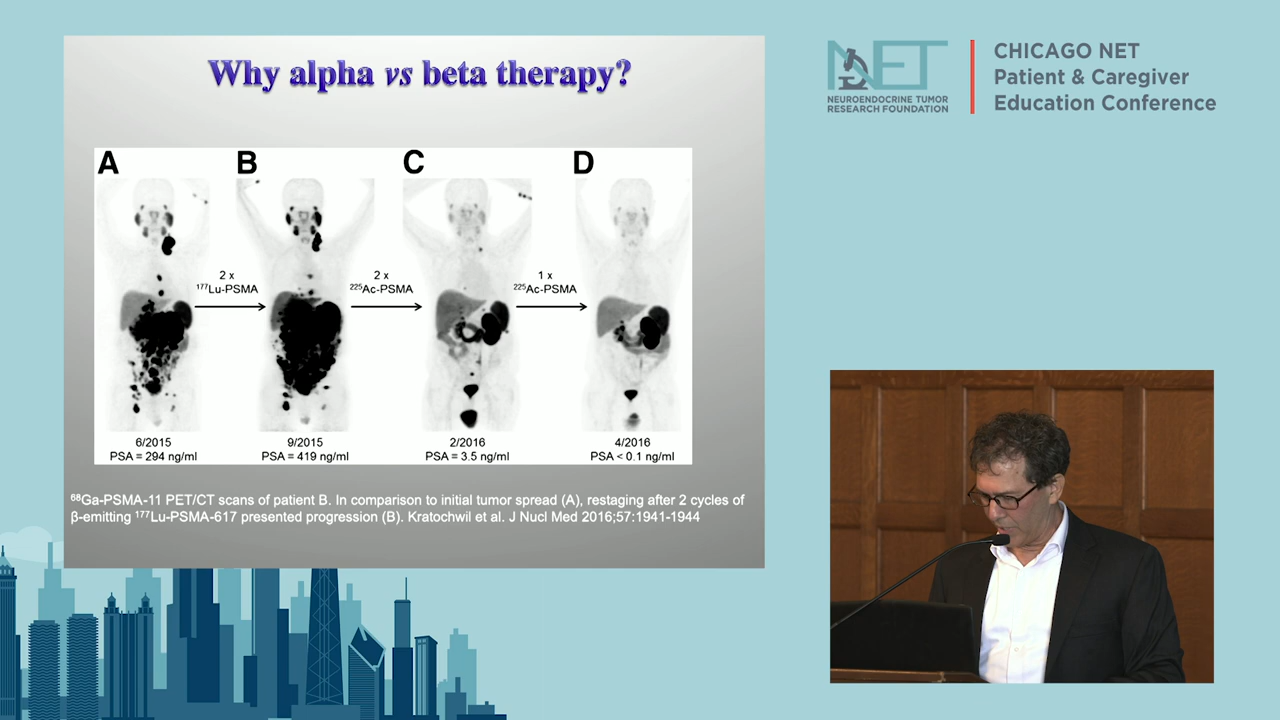 Why alpha vs beta therapy?
A
B
C
D
2 x
¹⁷⁷Lu-PSMA
2 x
²²⁵Ac-PSMA
1 x
²²⁵Ac-PSMA
6/2015
PSA = 294 ng/ml
9/2015
PSA = 419 ng/ml
2/2016
PSA = 3.5 ng/ml
4/2016
PSA < 0.1 ng/ml
⁶⁸Ga-PSMA-11 PET/CT scans of patient B. In comparison to initial tumor spread (A), restaging after 2 cycles of
β-emitting ¹⁷⁷Lu-PSMA-617 presented progression (B). Kratochwil et al. J Nucl Med 2016;57:1941-1944
NET
NEUROENDOCRINE TUMOR
RESEARCH FOUNDATION
CHICAGO NET
Patient & Caregiver
Education Conference